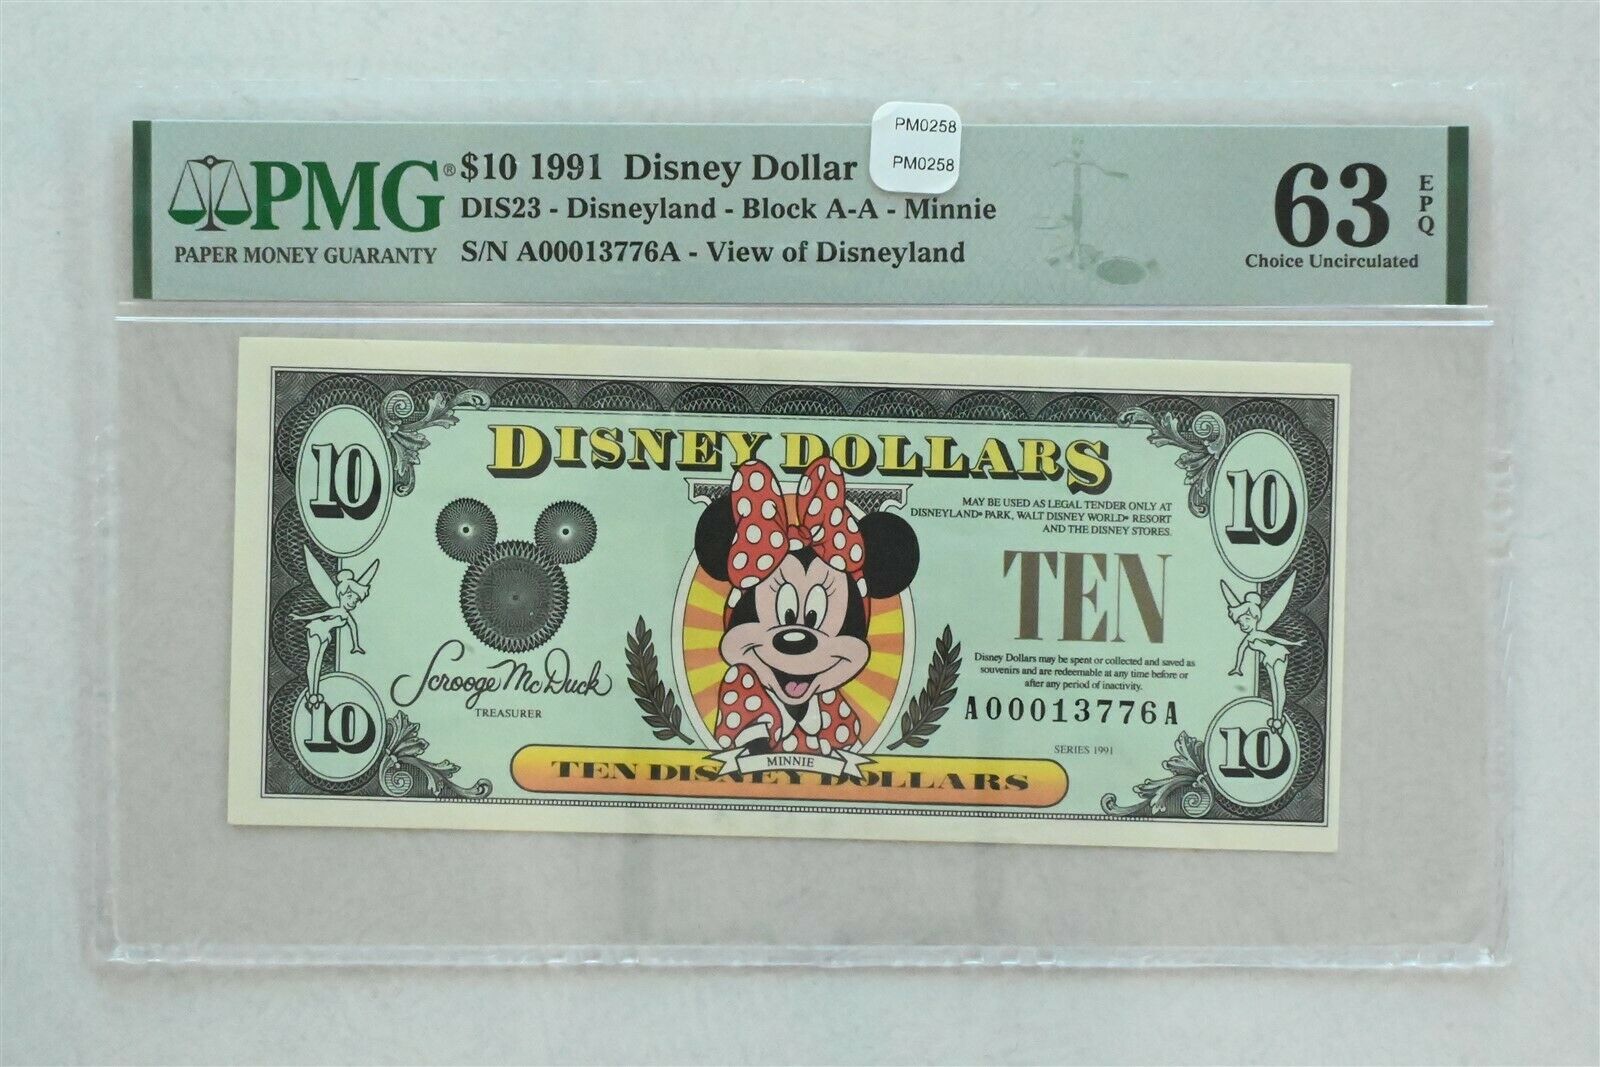 PM0258
PM0258
PMG®
PAPER MONEY GUARANTY
$10 1991 Disney Dollar
DIS23 - Disneyland - Block A-A - Minnie
S/N A00013776A - View of Disneyland
63
EPQ
Choice Uncirculated
10
DISNEY DOLLARS
10
MAY BE USED AS LEGAL TENDER ONLY AT
DISNEYLAND® PARK, WALT DISNEY WORLD® RESORT
AND THE DISNEY STORES.
TEN
Scrooge McDuck
TREASURER
Disney Dollars may be spent or collected and saved as
souvenirs and are redeemable at any time before or
after any period of inactivity.
A00013776A
SERIES 1991
10
MINNIE
TEN DISNEY DOLLARS
10